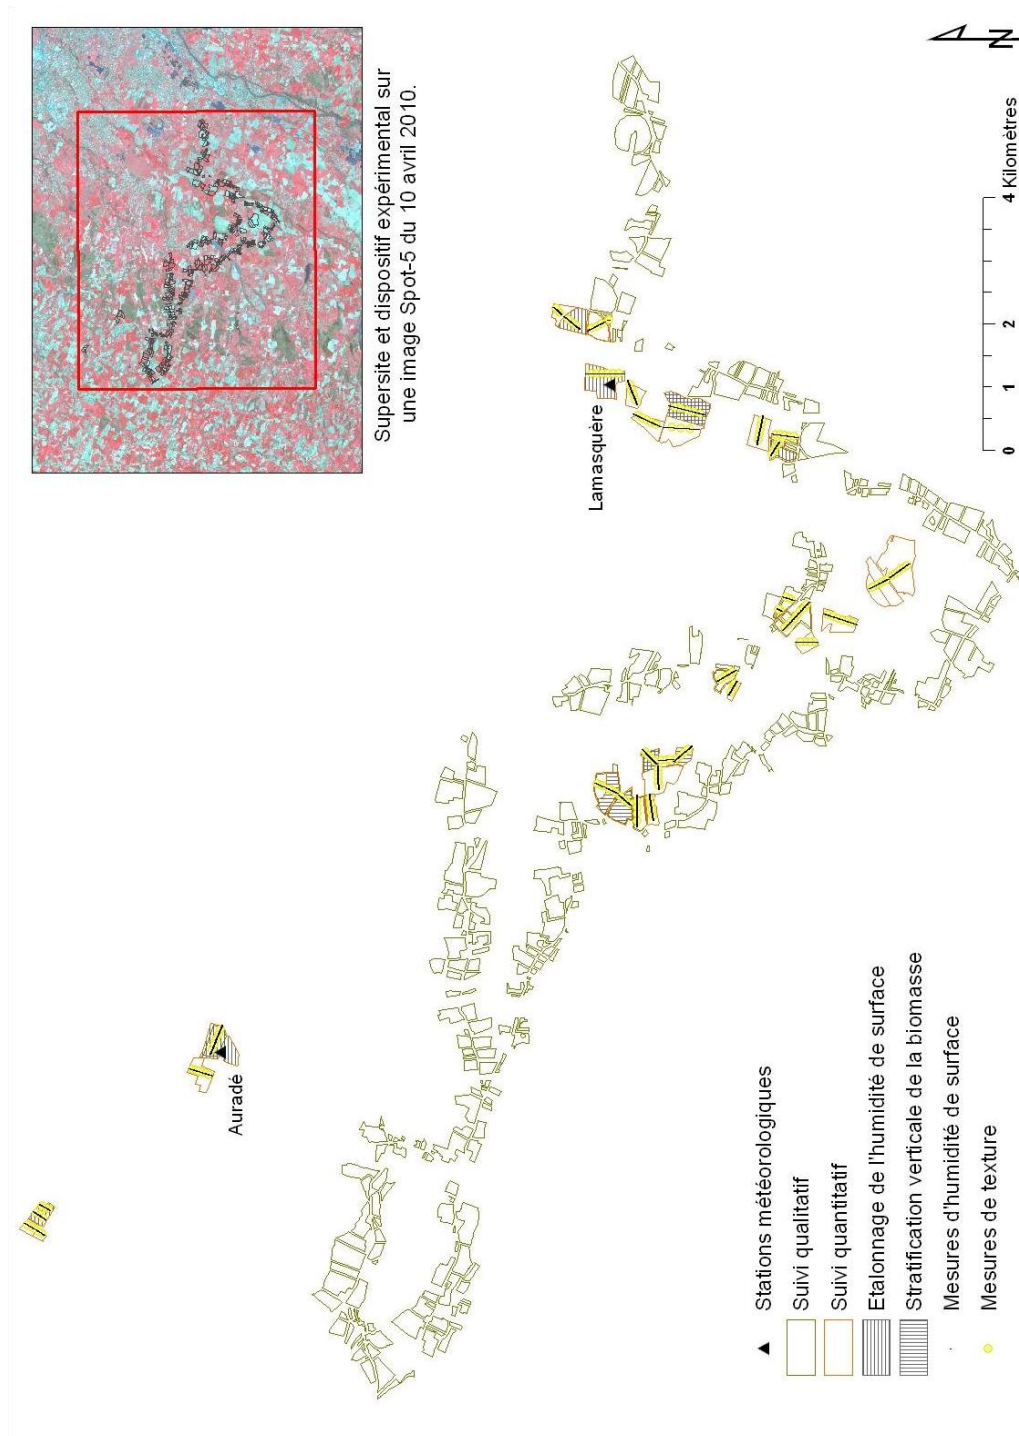 Supersite et dispositif expérimental sur
une image Spot-5 du 10 avril 2010.
N
Auradé
Lamasquère
0 1 2 4 Kilomètres
Stations météorologiques
Suivi qualitatif
Suivi quantitatif
Etalonnage de l'humidité de surface
Stratification verticale de la biomasse
Mesures d'humidité de surface
Mesures de texture